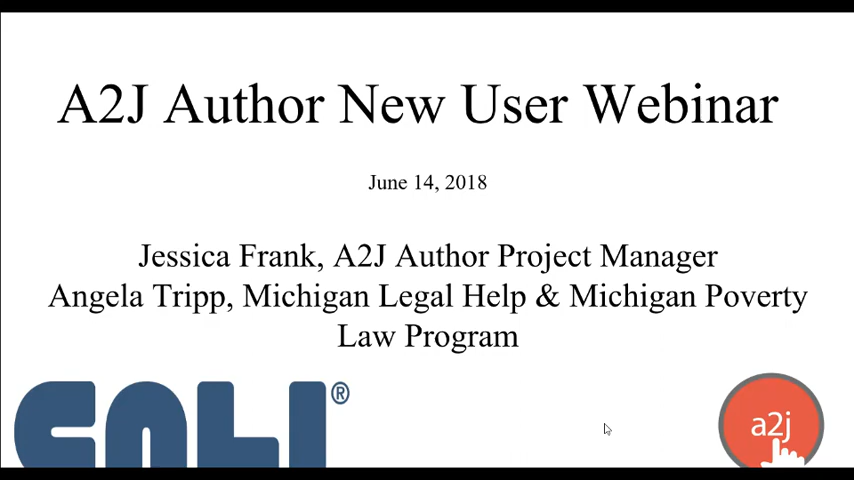 A2J Author New User Webinar
June 14, 2018
Jessica Frank, A2J Author Project Manager
Angela Tripp, Michigan Legal Help & Michigan Poverty
Law Program
CALI®
a2j